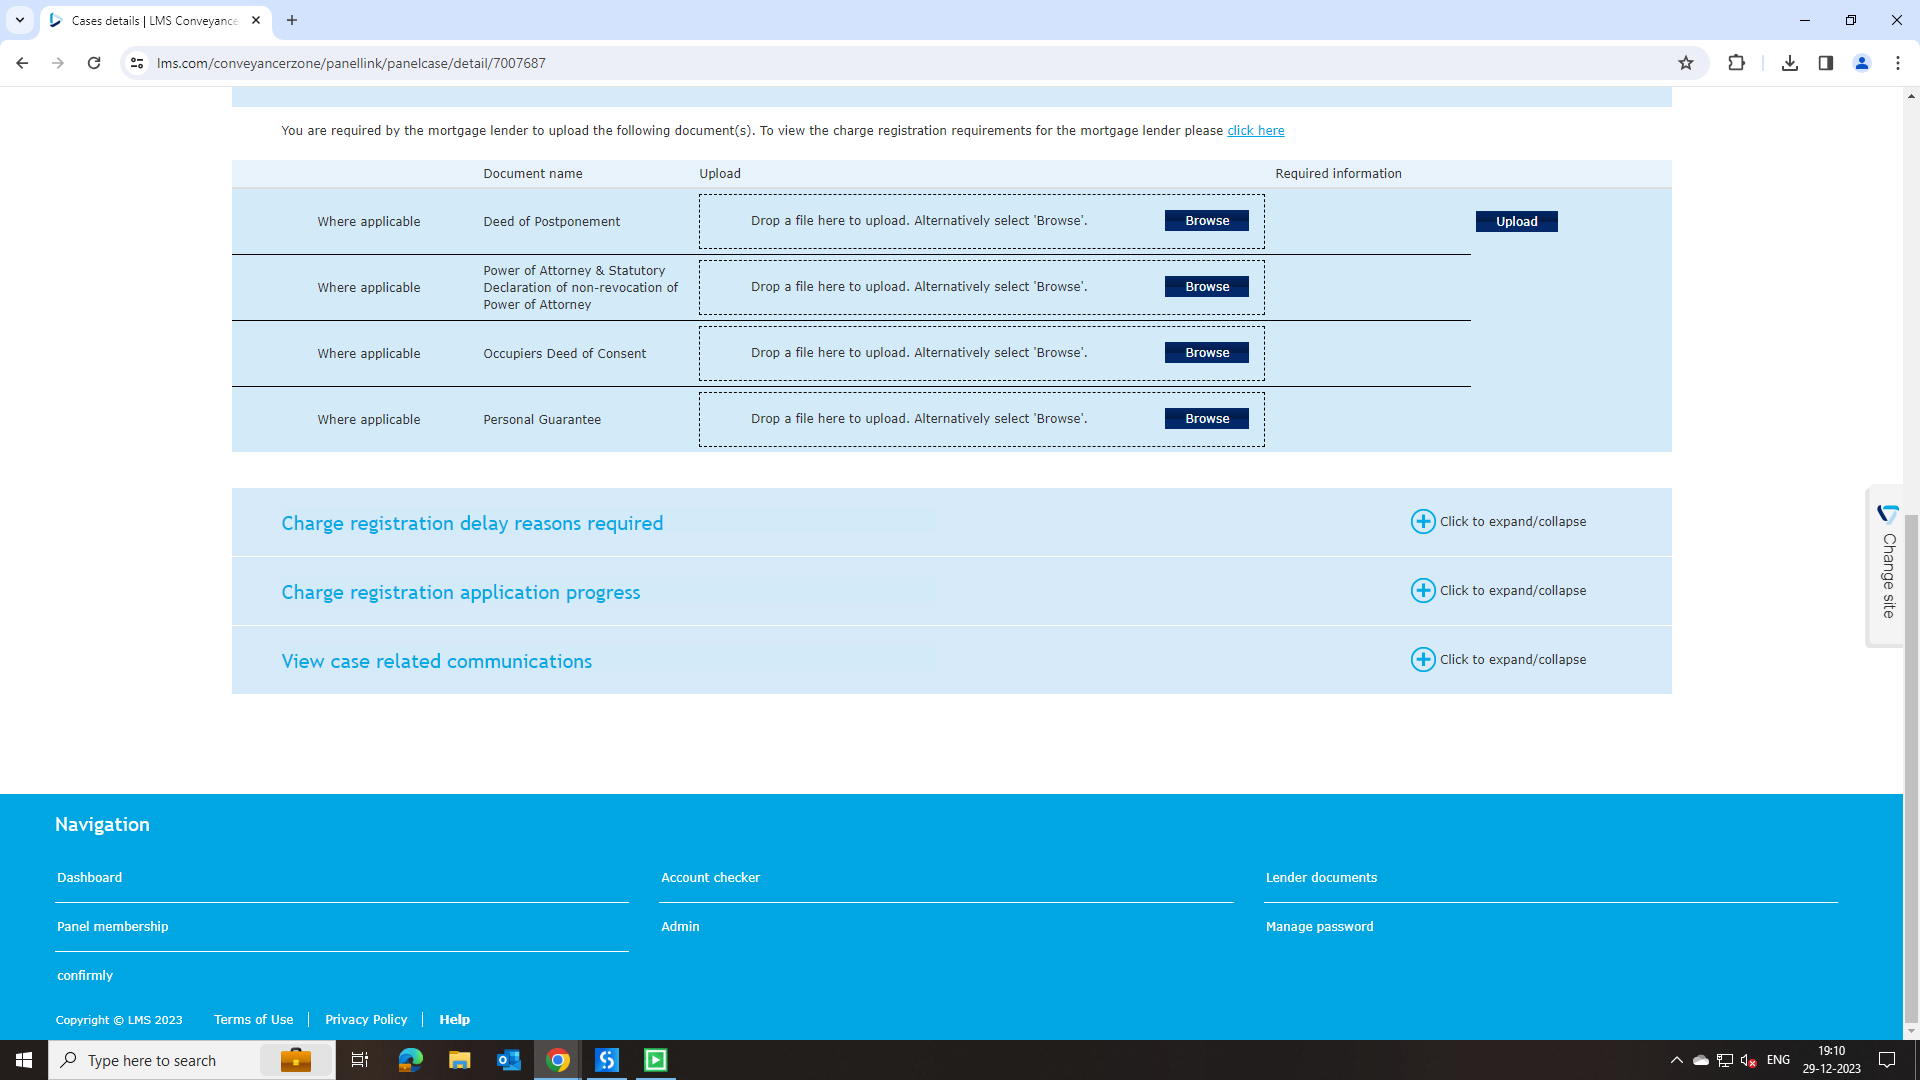 Cases details | LMS Conveyance
lms.com/conveyancerzone/panellink/panelcase/detail/7007687
You are required by the mortgage lender to upload the following document(s). To view the charge registration requirements for the mortgage lender please click here
Document name Upload Required information
Where applicable Deed of Postponement Drop a file here to upload. Alternatively select 'Browse'. Browse Upload
Where applicable Power of Attorney & Statutory
Declaration of non-revocation of
Power of Attorney Drop a file here to upload. Alternatively select 'Browse'. Browse
Where applicable Occupiers Deed of Consent Drop a file here to upload. Alternatively select 'Browse'. Browse
Where applicable Personal Guarantee Drop a file here to upload. Alternatively select 'Browse'. Browse
Charge registration delay reasons required Click to expand/collapse
Charge registration application progress Click to expand/collapse
View case related communications Click to expand/collapse
Change site
Navigation
Dashboard Account checker Lender documents
Panel membership Admin Manage password
confirmly
Copyright © LMS 2023 Terms of Use Privacy Policy Help
Type here to search
ENG
19:10
29-12-2023